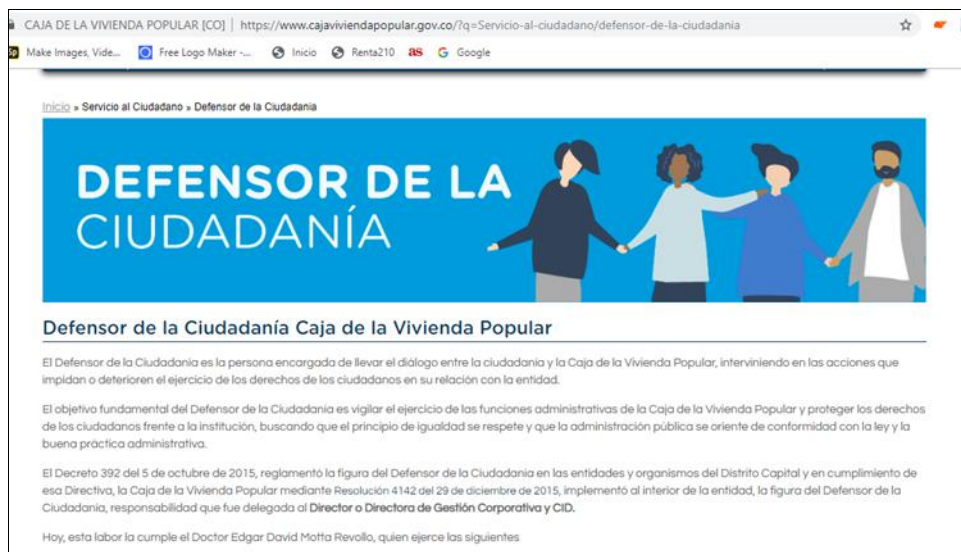 CAJA DE LA VIVIENDA POPULAR [CO] | https://www.cajaviviendapopular.gov.co/?q=Servicio-al-ciudadano/defensor-de-la-ciudadania
Sp Make Images, Vide... Free Logo Maker -... Inicio Renta210 as G Google
Inicio » Servicio al Ciudadano » Defensor de la Ciudadania
DEFENSOR DE LA
CIUDADANÍA
Defensor de la Ciudadanía Caja de la Vivienda Popular
El Defensor de la Ciudadania es la persona encargada de llevar el diálogo entre la ciudadania y la Caja de la Vivienda Popular, interviniendo en las acciones que
impidan o deterioren el ejercicio de los derechos de los ciudadanos en su relación con la entidad.
El objetivo fundamental del Defensor de la Ciudadania es vigilar el ejercicio de las funciones administrativas de la Caja de la Vivienda Popular y proteger los derechos
de los ciudadanos frente a la institución, buscando que el principio de igualdad se respete y que la administración pública se oriente de conformidad con la ley y la
buena práctica administrativa.
El Decreto 392 del 5 de octubre de 2015, reglamentó la figura del Defensor de la Ciudadania en las entidades y organismos del Distrito Capital y en cumplimiento de
esa Directiva, la Caja de la Vivienda Popular mediante Resolución 4142 del 29 de diciembre de 2015, implementó al interior de la entidad, la figura del Defensor de la
Ciudadania, responsabilidad que fue delegada al Director o Directora de Gestión Corporativa y CID.
Hoy, esta labor la cumple el Doctor Edgar David Motta Revollo, quien ejerce las siguientes